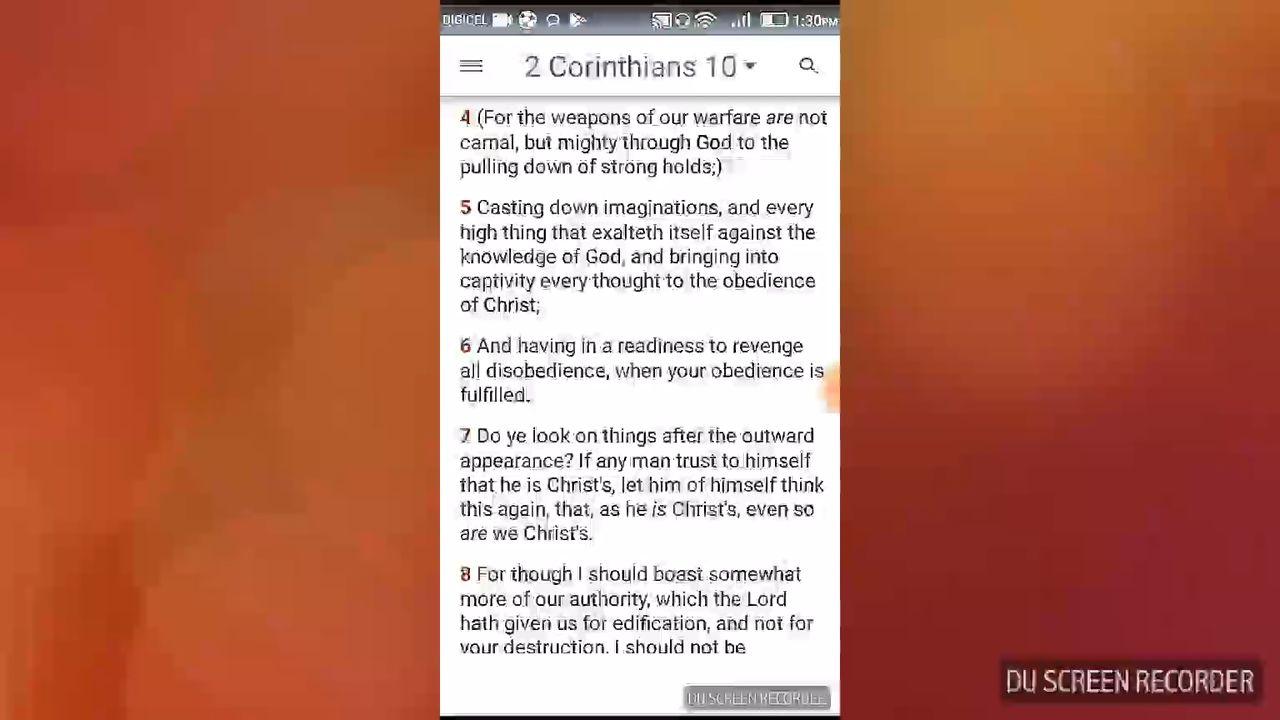 DIGICEL 1:30PM
2 Corinthians 10
4 (For the weapons of our warfare are not
carnal, but mighty through God to the
pulling down of strong holds;)
5 Casting down imaginations, and every
high thing that exalteth itself against the
knowledge of God, and bringing into
captivity every thought to the obedience
of Christ;
6 And having in a readiness to revenge
all disobedience, when your obedience is
fulfilled.
7 Do ye look on things after the outward
appearance? If any man trust to himself
that he is Christ's, let him of himself think
this again, that, as he is Christ's, even so
are we Christ's.
8 For though I should boast somewhat
more of our authority, which the Lord
hath given us for edification, and not for
your destruction, I should not be
DU SCREEN RECORDER
DU SCREEN RECORDER